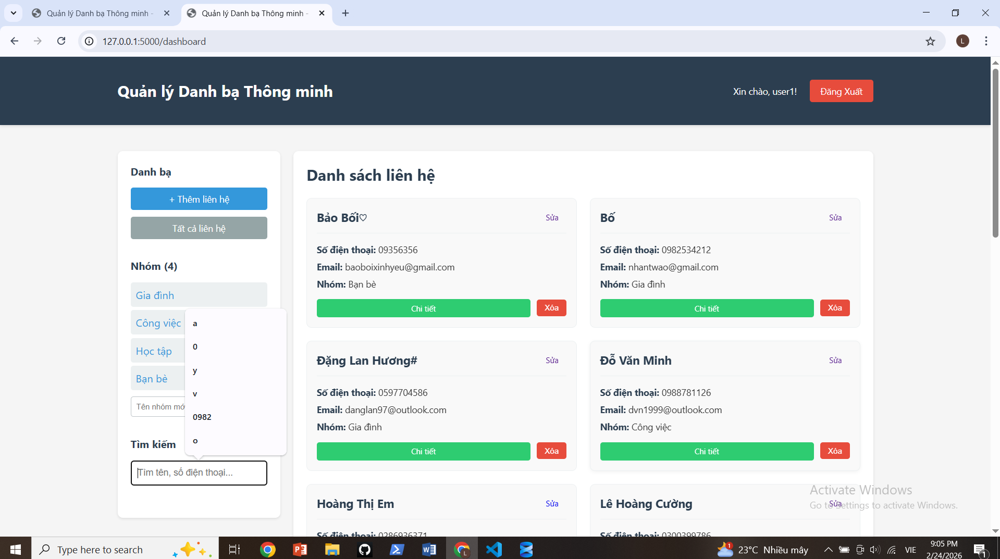 Quản lý Danh bạ Thông minh -
Quản lý Danh bạ Thông minh -
127.0.0.1:5000/dashboard
L
Quản lý Danh bạ Thông minh
Xin chào, user1!
Đăng Xuất
Danh bạ
+ Thêm liên hệ
Tất cả liên hệ
Nhóm (4)
Gia đình
Công việc
Học tập
Bạn bè
Tên nhóm mớ
a
0
y
v
0982
o
Tìm kiếm
Tìm tên, số điện thoại...
Danh sách liên hệ
Bảo Bối♡
Sửa
Số điện thoại: 09356356
Email: baoboixinhyeu@gmail.com
Nhóm: Bạn bè
Chi tiết
Xóa
Bố
Sửa
Số điện thoại: 0982534212
Email: nhantwao@gmail.com
Nhóm: Gia đình
Chi tiết
Xóa
Đặng Lan Hương#
Sửa
Số điện thoại: 0597704586
Email: danglan97@outlook.com
Nhóm: Gia đình
Chi tiết
Xóa
Đỗ Văn Minh
Sửa
Số điện thoại: 0988781126
Email: dvn1999@outlook.com
Nhóm: Công việc
Chi tiết
Xóa
Hoàng Thị Em
Sửa
Số điện thoại: 0286936371
Lê Hoàng Cường
Sửa
Số điện thoại: 0300399786
Activate Windows
Go to Settings to activate Windows.
Type here to search
1
23°C Nhiều mây
VIE
9:05 PM
2/24/2026
1